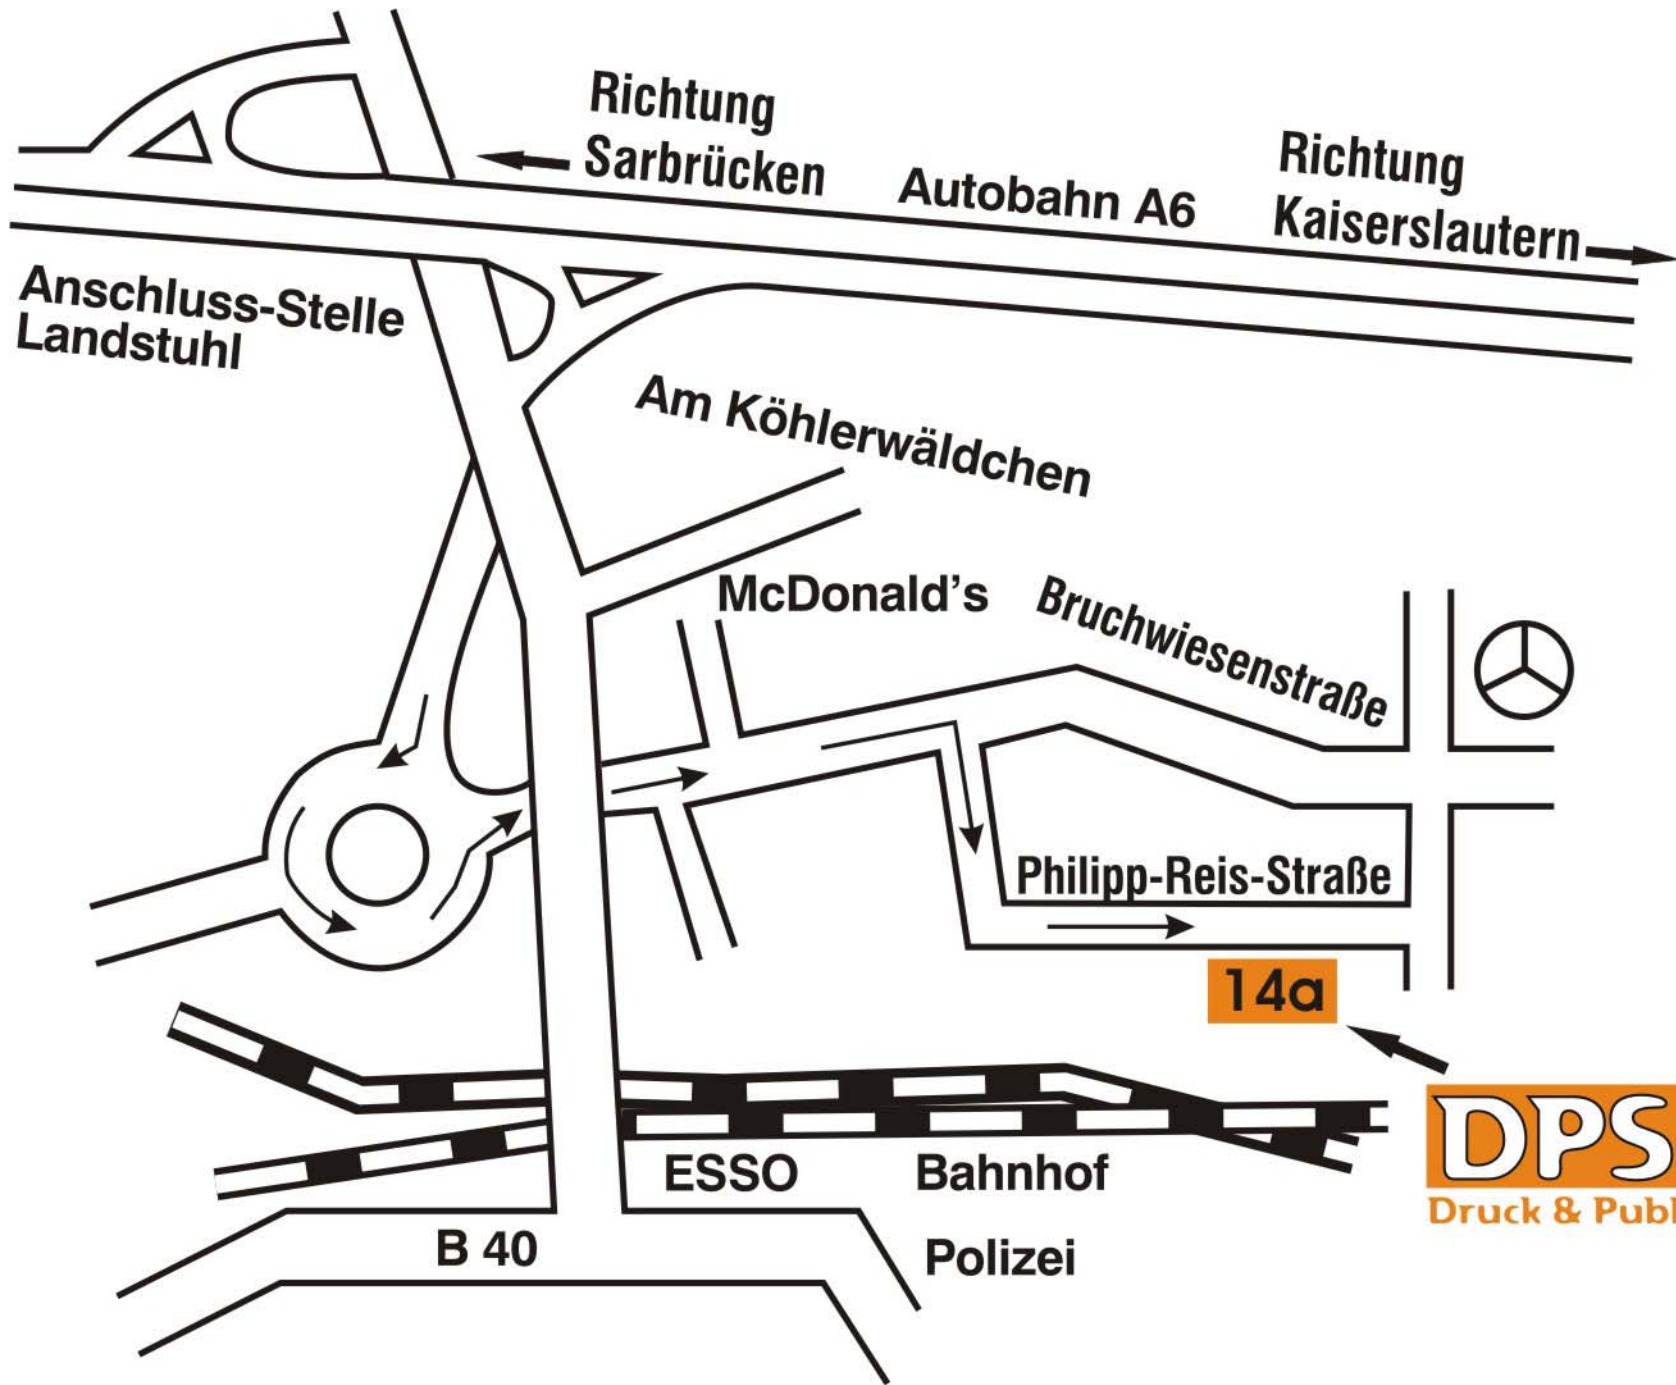 Richtung
Sarbrücken
Autobahn A6
Richtung
Kaiserslautern
Anschluss-Stelle
Landstuhl
Am Köhlerwäldchen
McDonald's
Bruchwiesenstraße
Philipp-Reis-Straße
14a
DPS
Druck & Publ
ESSO
Bahnhof
B 40
Polizei